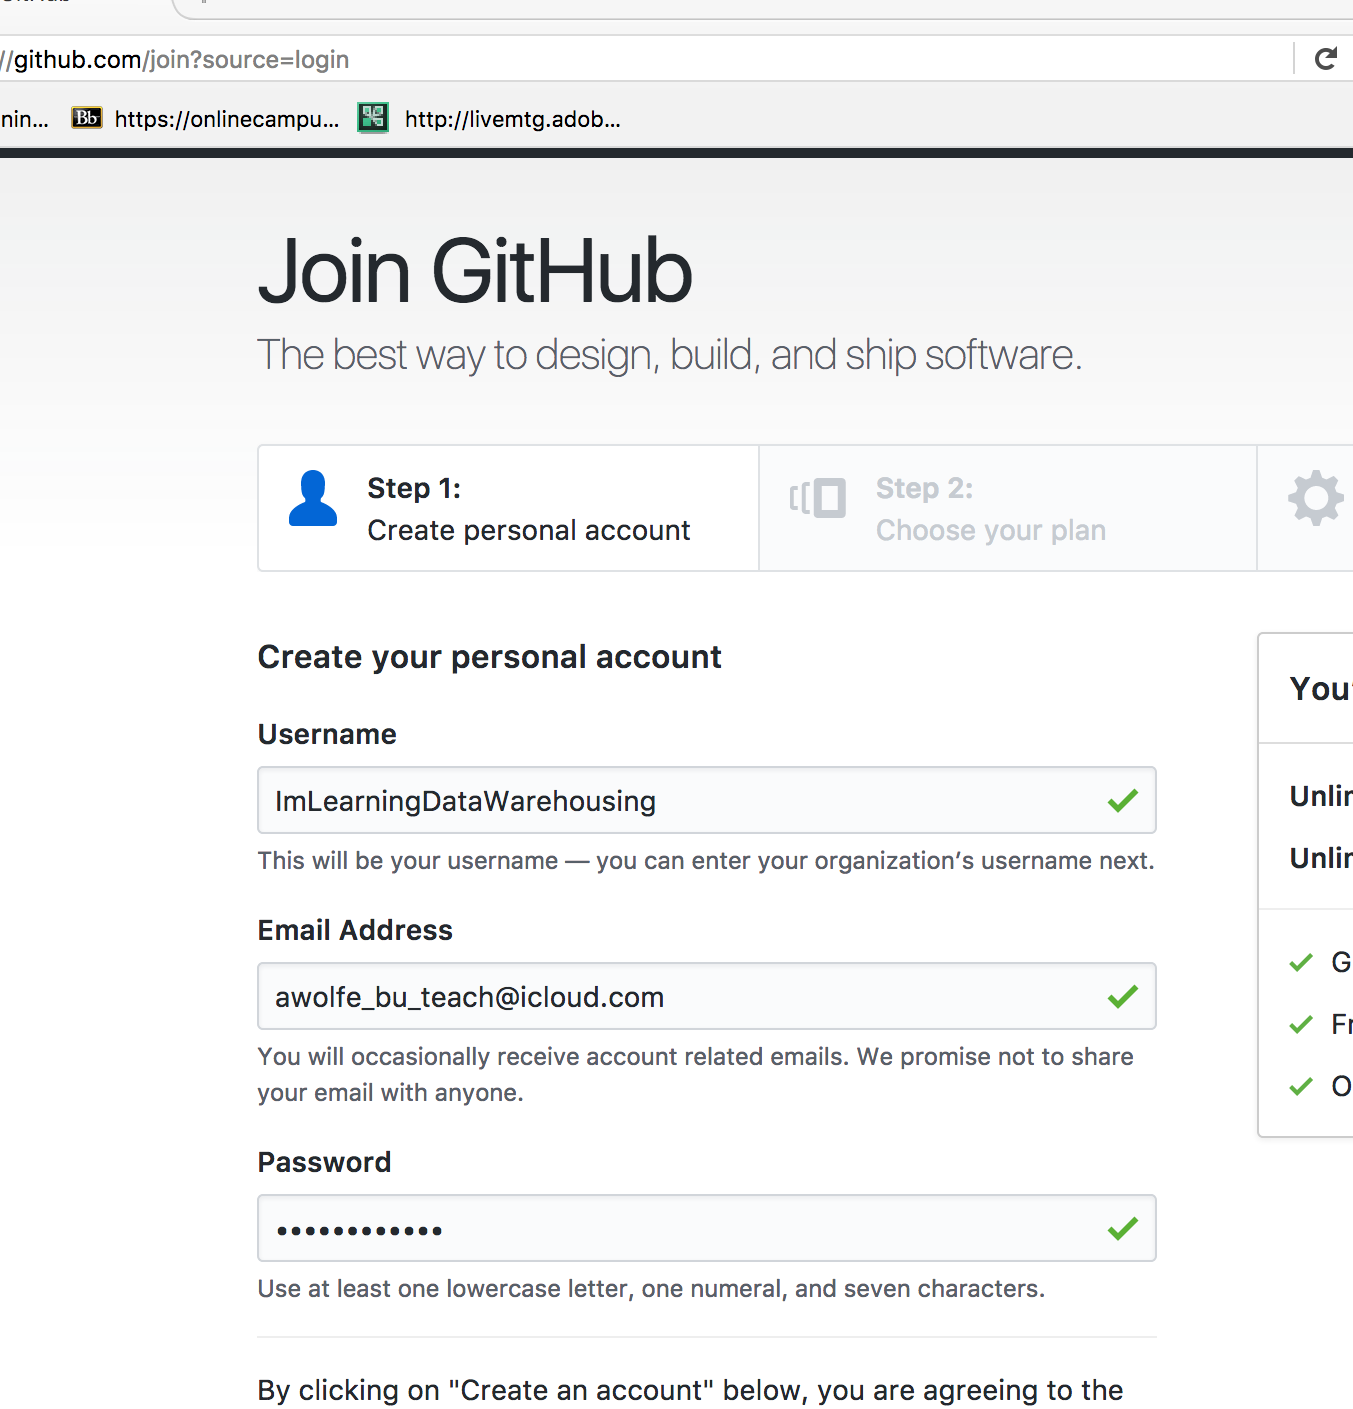 //github.com/join?source=login
nin... Bb https://onlinecampu... http://livemtg.adob...
Join GitHub
The best way to design, build, and ship software.
Step 1:
Create personal account
Step 2:
Choose your plan
Create your personal account
Username
ImLearningDataWarehousing
This will be your username — you can enter your organization’s username next.
Email Address
awolfe_bu_teach@icloud.com
You will occasionally receive account related emails. We promise not to share
your email with anyone.
Password
••••••••••••
Use at least one lowercase letter, one numeral, and seven characters.
By clicking on "Create an account" below, you are agreeing to the
You'
Unlim
Unlim
G
Fr
O